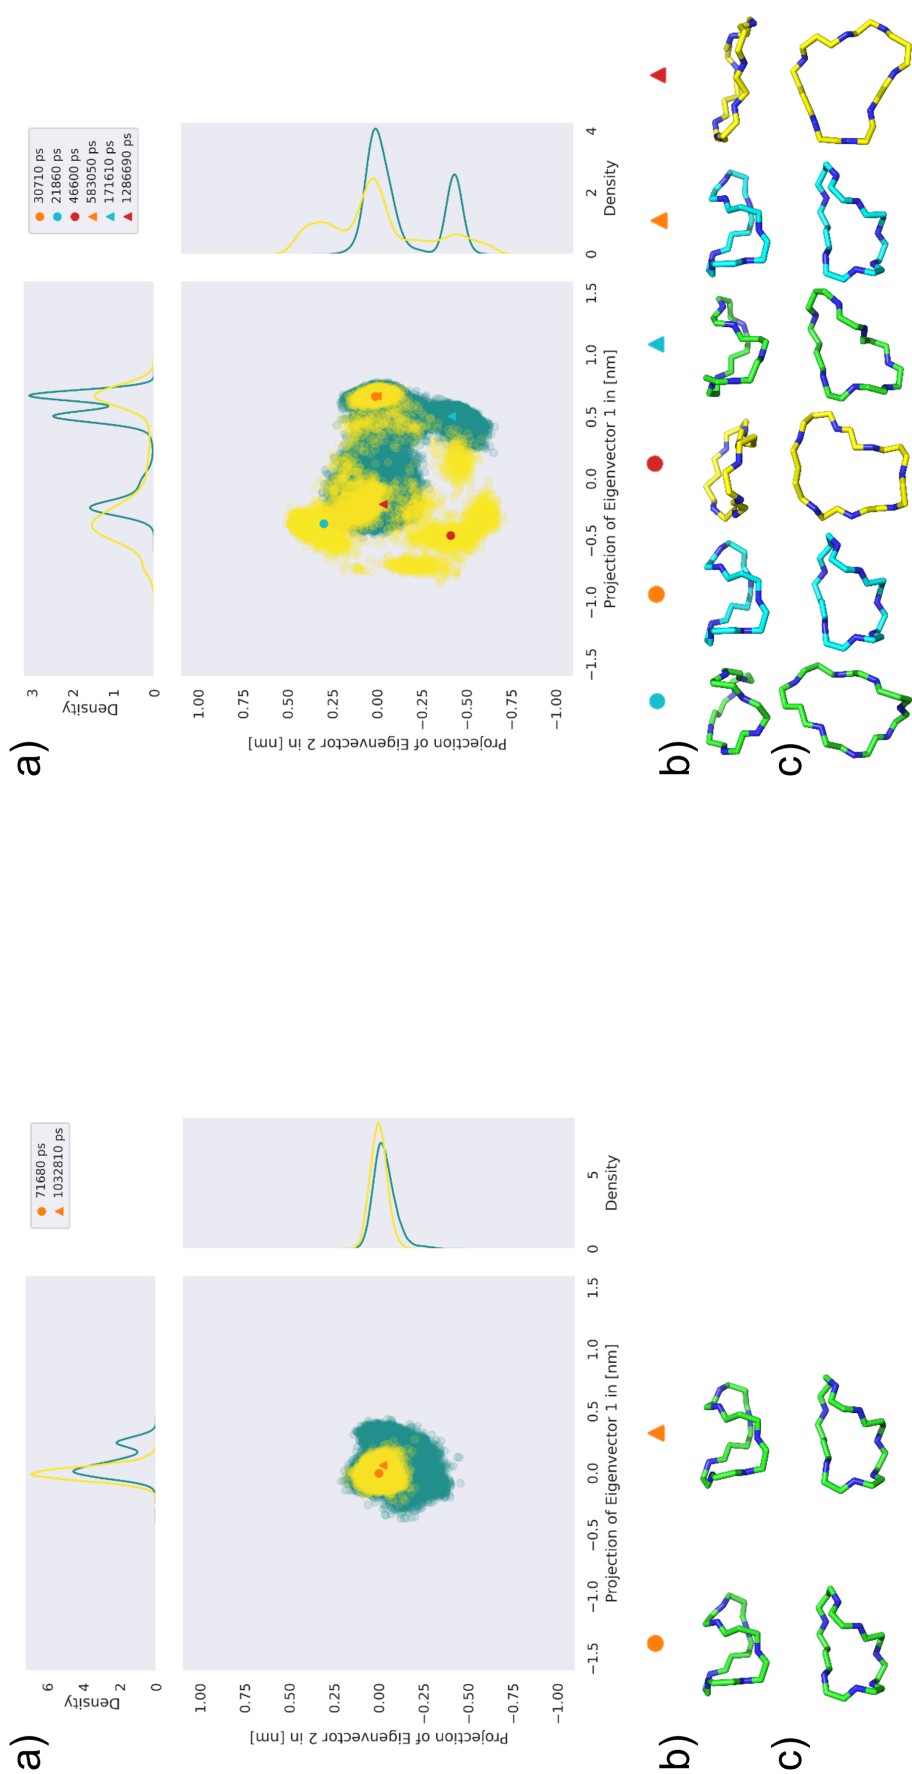 a)
6
4
2
0
Density
71680 ps
1032810 ps
1.00
0.75
0.50
0.25
0.00
−0.25
−0.50
−0.75
−1.00
Projection of Eigenvector 2 in [nm]
−1.5
−1.0
−0.5
0.0
0.5
1.0
1.5
Projection of Eigenvector 1 in [nm]
0
5
Density
b)
c)
a)
3
2
1
0
Density
30710 ps
21860 ps
46600 ps
583050 ps
171610 ps
1286690 ps
1.00
0.75
0.50
0.25
0.00
−0.25
−0.50
−0.75
−1.00
Projection of Eigenvector 2 in [nm]
−1.5
−1.0
−0.5
0.0
0.5
1.0
1.5
Projection of Eigenvector 1 in [nm]
0
2
4
Density
b)
c)